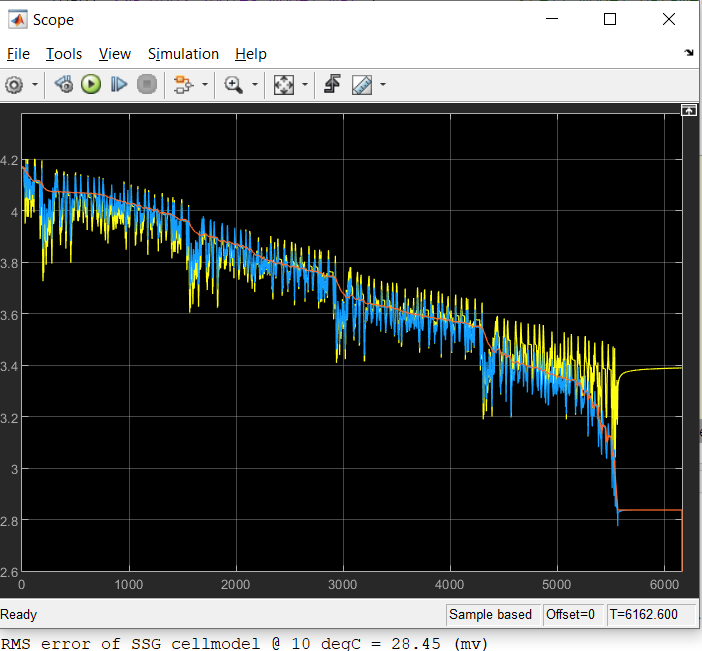 Scope
File Tools View Simulation Help
4.2
4
3.8
3.6
3.4
3.2
3
2.8
2.6
0 1000 2000 3000 4000 5000 6000
Ready Sample based Offset=0 T=6162.600
RMS error of SSG cellmodel @ 10 degC = 28.45 (mv)